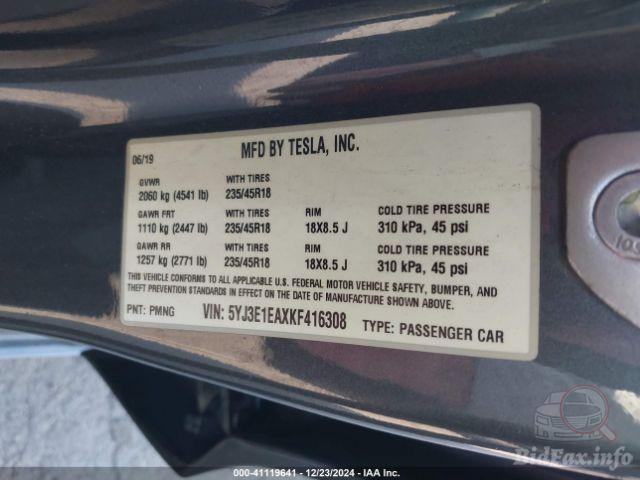 06/19 MFD BY TESLA, INC.
GVWR WITH TIRES
2060 kg (4541 lb) 235/45R18
GAWR FRT WITH TIRES RIM COLD TIRE PRESSURE
1110 kg (2447 lb) 235/45R18 18X8.5 J 310 kPa, 45 psi
GAWR RR WITH TIRES RIM COLD TIRE PRESSURE
1257 kg (2771 lb) 235/45R18 18X8.5 J 310 kPa, 45 psi
THIS VEHICLE CONFORMS TO ALL APPLICABLE U.S. FEDERAL MOTOR VEHICLE SAFETY, BUMPER, AND
THEFT PREVENTION STANDARDS IN EFFECT ON THE DATE OF MANUFACTURE SHOWN ABOVE.
PNT: PMNG VIN: 5YJ3E1EAXKF416308 TYPE: PASSENGER CAR
BidFax.info
000-41119641 - 12/23/2024 - IAA Inc.